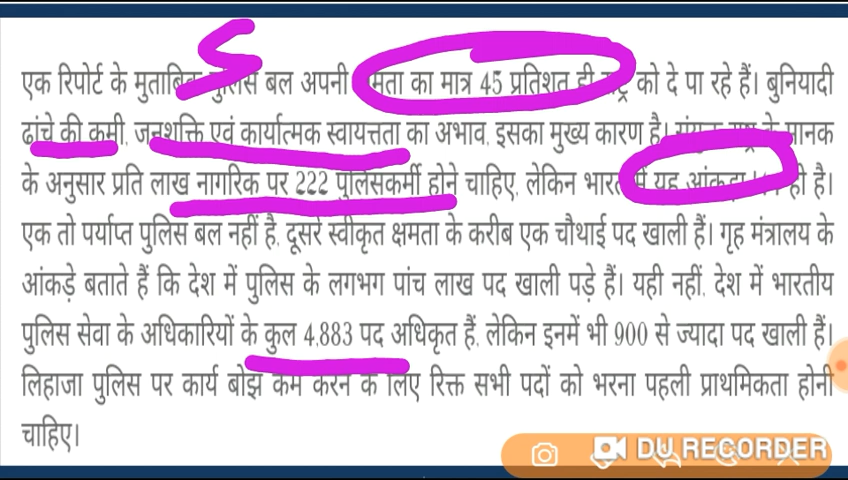 एक रिपोर्ट के मुताबिक पुलिस बल अपनी क्षमता का मात्र 45 प्रतिशत ही राष्ट्र को दे पा रहे हैं। बुनियादी
ढांचे की कमी, जनशक्ति एवं कार्यात्मक स्वायत्तता का अभाव, इसका मुख्य कारण है। संयुक्त राष्ट्र के मानक
के अनुसार प्रति लाख नागरिक पर 222 पुलिसकर्मी होने चाहिए, लेकिन भारत में यह आंकड़ा ही है।
एक तो पर्याप्त पुलिस बल नहीं है, दूसरे स्वीकृत क्षमता के करीब एक चौथाई पद खाली हैं। गृह मंत्रालय के
आंकड़े बताते हैं कि देश में पुलिस के लगभग पांच लाख पद खाली पड़े हैं। यही नहीं, देश में भारतीय
पुलिस सेवा के अधिकारियों के कुल 4,883 पद अधिकृत हैं, लेकिन इनमें भी 900 से ज्यादा पद खाली हैं।
लिहाजा पुलिस पर कार्य बोझ कम करने के लिए रिक्त सभी पदों को भरना पहली प्राथमिकता होनी
चाहिए।
DU RECORDER